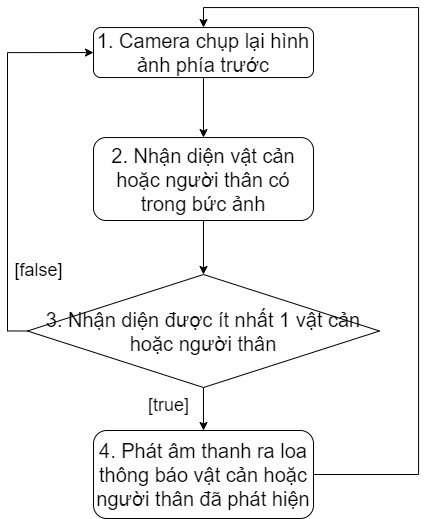 1. Camera chụp lại hình
ảnh phía trước
2. Nhận diện vật cản
hoặc người thân có
trong bức ảnh
[false]
3. Nhận diện được ít nhất 1 vật cản
hoặc người thân
[true]
4. Phát âm thanh ra loa
thông báo vật cản hoặc
người thân đã phát hiện